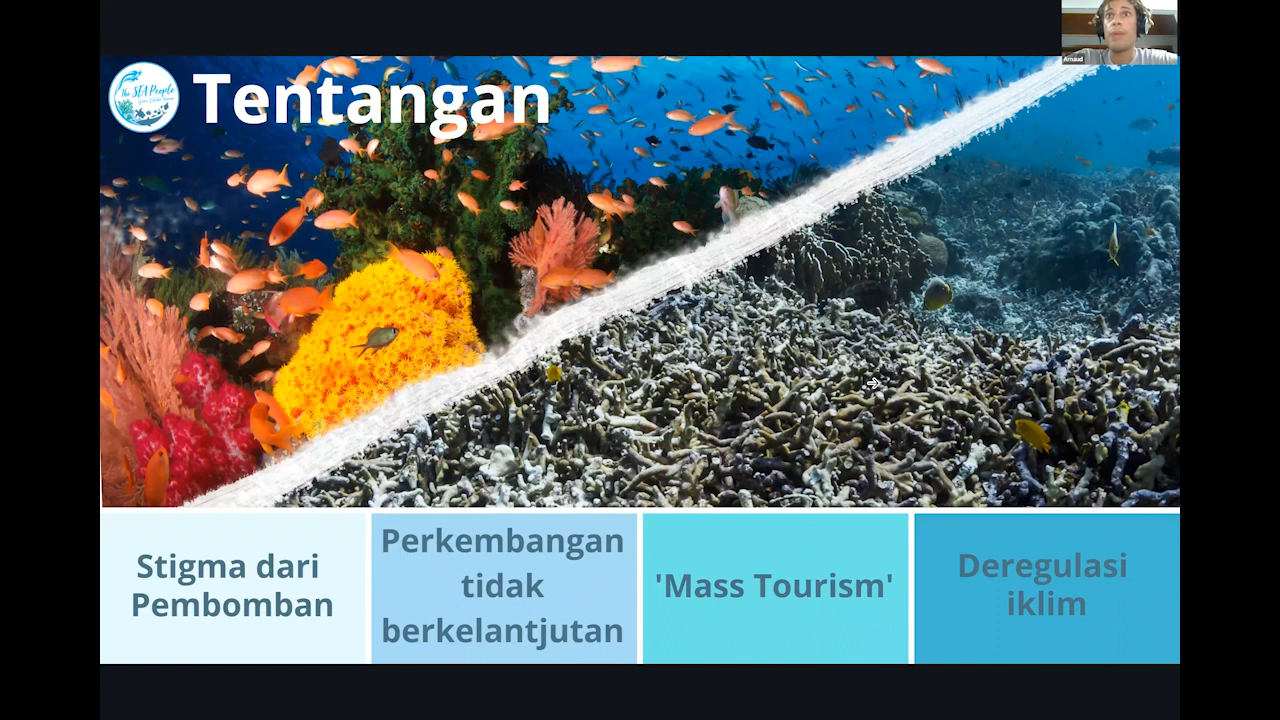 The SEA People
Tentangan
Arnaud
Stigma dari
Pembomban
Perkembangan
tidak
berkelantjutan
'Mass Tourism'
Deregulasi
iklim